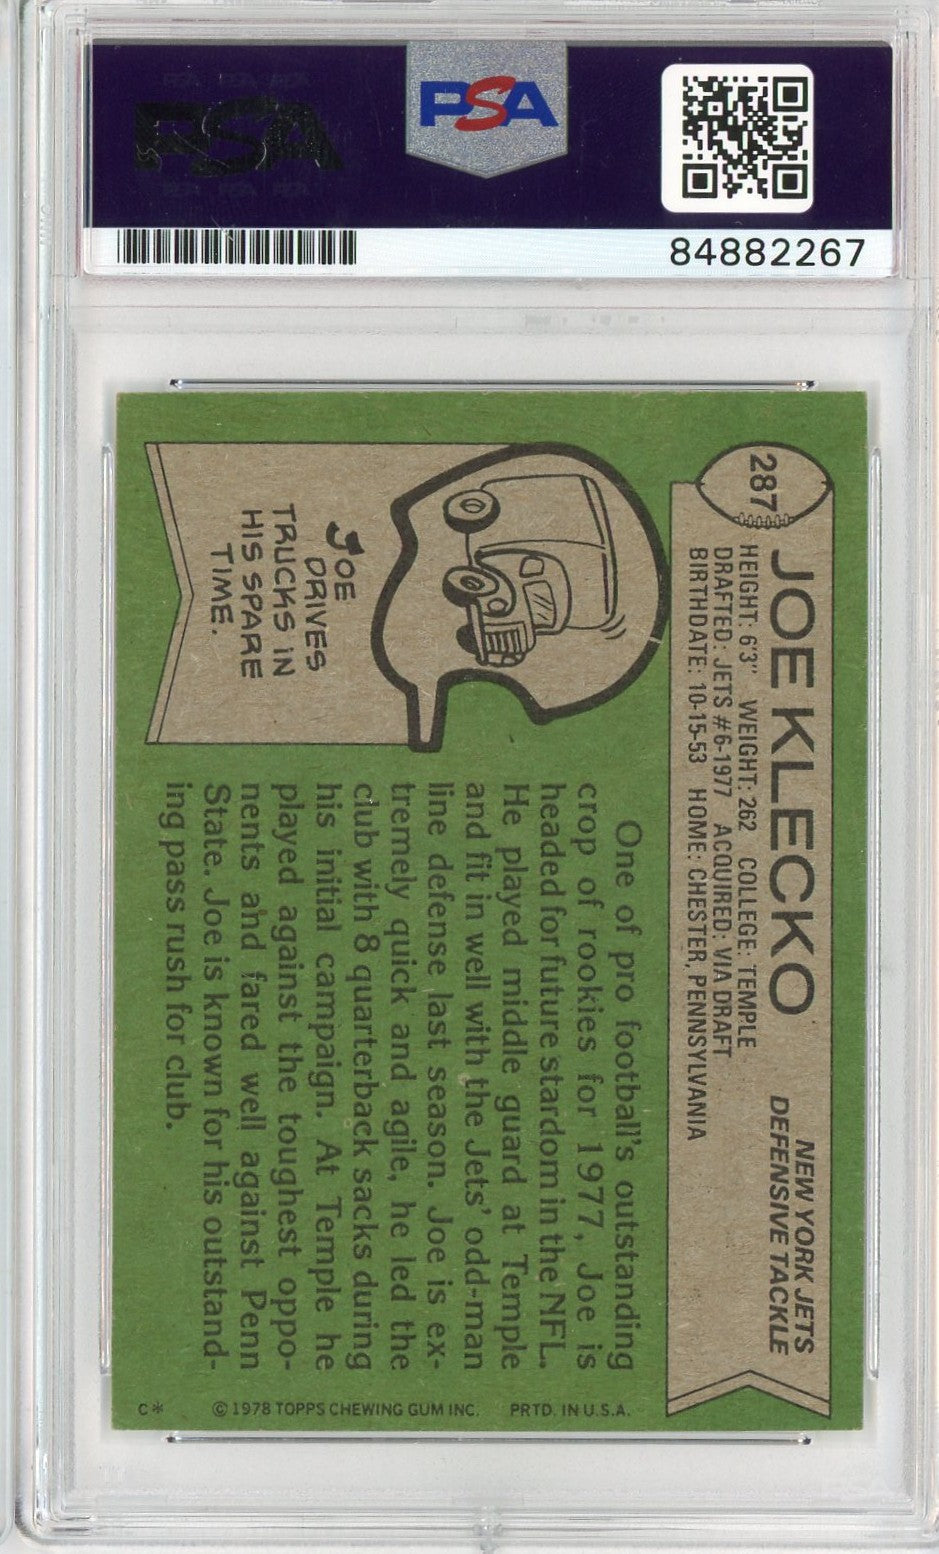 PSA
PSA
84882267
287
JOE KLECKO
NEW YORK JETS
DEFENSIVE TACKLE
HEIGHT: 6'3" WEIGHT: 262 COLLEGE: TEMPLE
DRAFTED: JETS #6-1977 ACQUIRED: VIA DRAFT
BIRTHDATE: 10-15-53 HOME: CHESTER, PENNSYLVANIA
JOE
DRIVES
TRUCKS IN
HIS SPARE
TIME.
One of pro football's outstanding
crop of rookies for 1977, Joe is
headed for future stardom in the NFL.
He played middle guard at Temple
and fit in well with the Jets' odd-man
line defense last season. Joe is ex-
tremely quick and agile, he led the
club with 8 quarterback sacks during
his initial campaign. At Temple he
played against the toughest oppo-
nents and fared well against Penn
State. Joe is known for his outstand-
ing pass rush for club.
C* © 1978 TOPPS CHEWING GUM INC. PRTD. IN U.S.A.